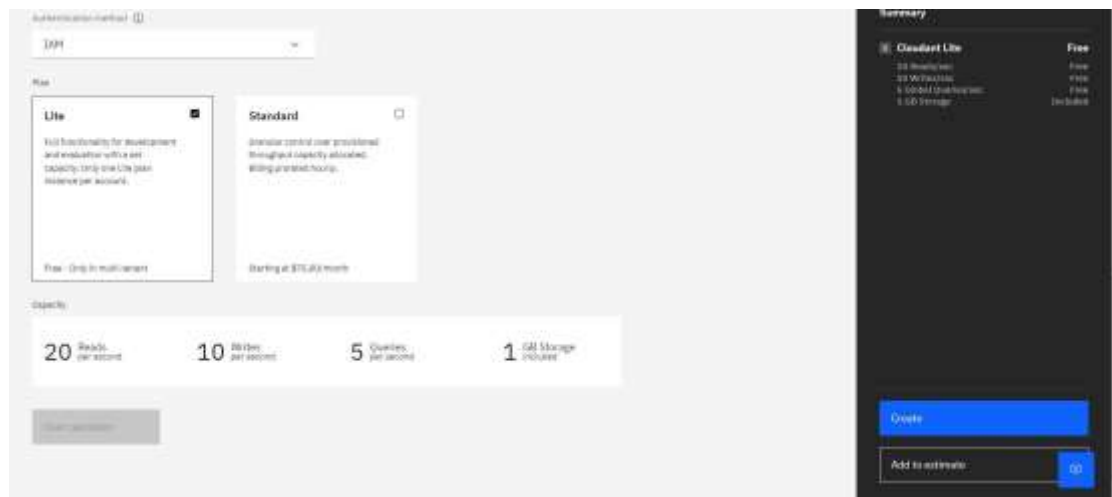 Authentication method
IAM
Plan
Lite
Full functionality for development
and evaluation with a set
capacity. Only one Lite plan
instance per account.
Free - Only in multi-tenant
Standard
Granular control over provisioned
throughput capacity allocated.
Billing prorated hourly.
Starting at /month
Capacity
20 Reads
per second
10 Writes
per second
5 Queries
per second
1 GB Storage
included
Summary
Cloudant Lite Free
Reads/sec Free
10 Writes/sec Free
5 Global Queries/sec Free
1 GB Storage Included
Create
Add to estimate